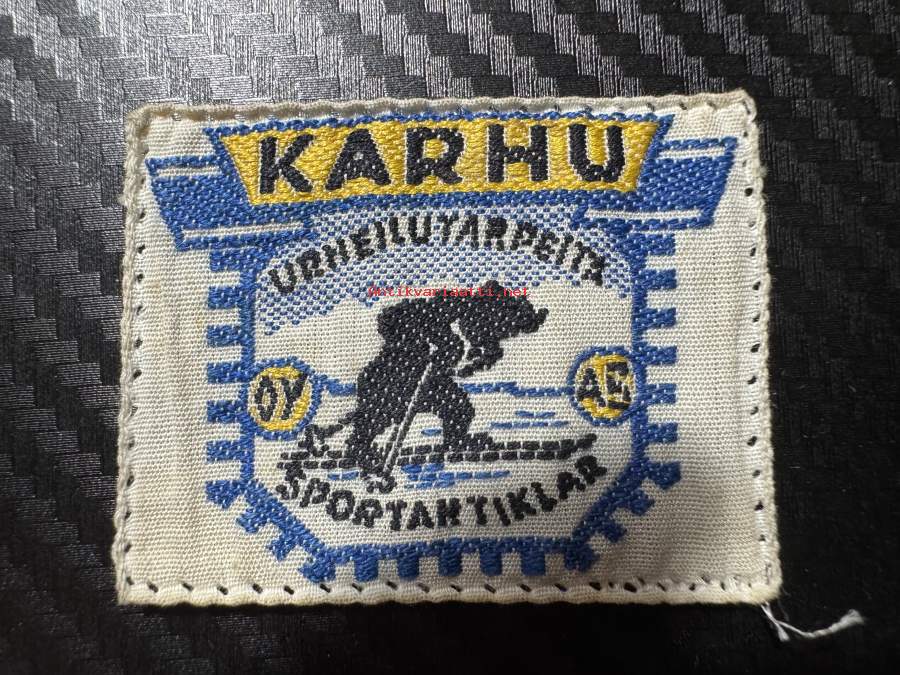 KARHU
URHEILUTARPEITA
Antikvariaatti.net
OY AB
SPORTARTIKLAR